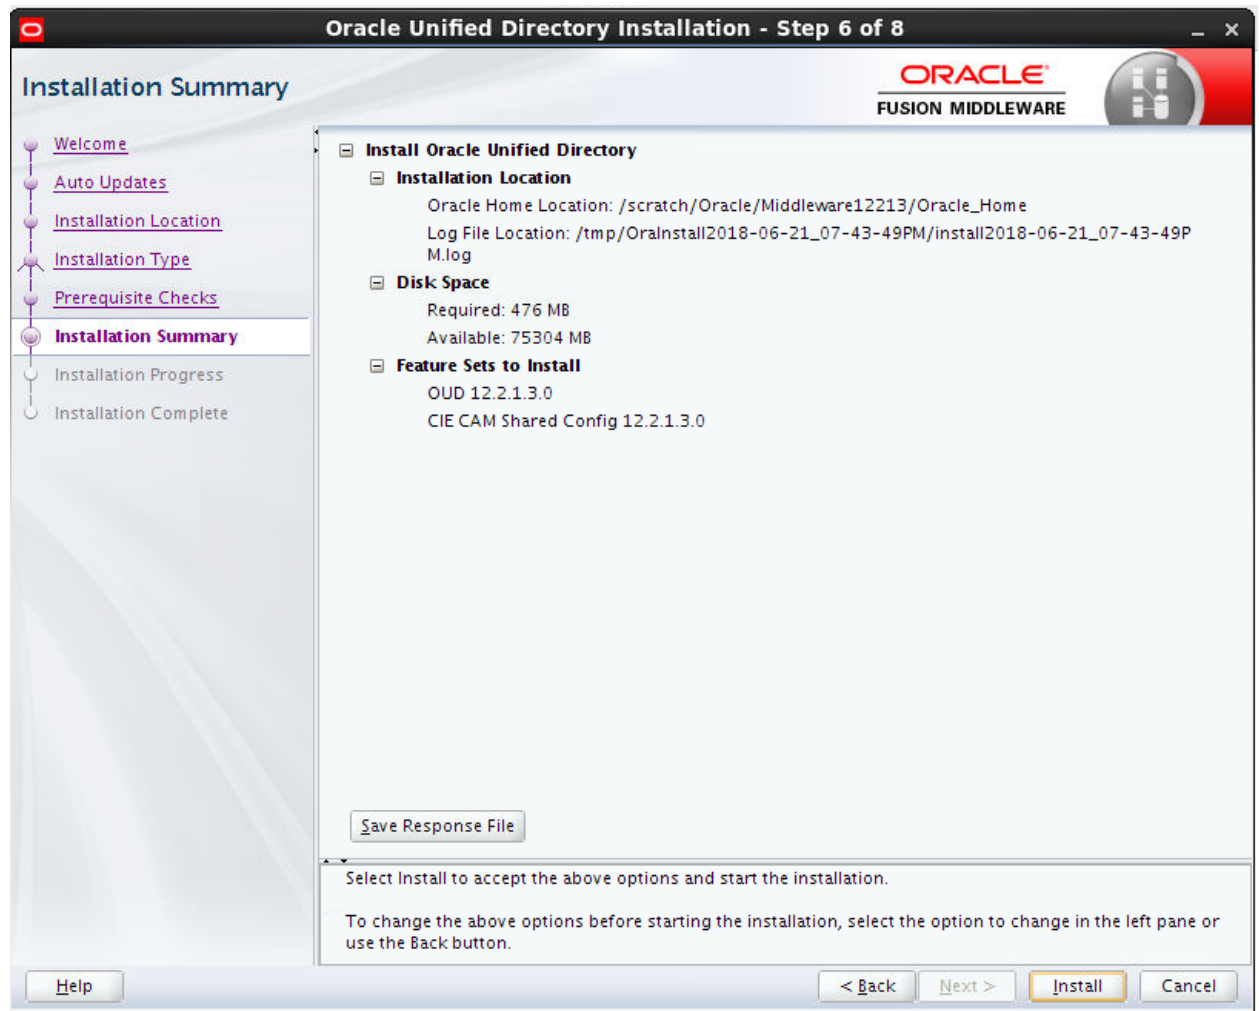 Oracle Unified Directory Installation - Step 6 of 8
Installation Summary
ORACLE
FUSION MIDDLEWARE
Welcome
Auto Updates
Installation Location
Installation Type
Prerequisite Checks
Installation Summary
Installation Progress
Installation Complete
Install Oracle Unified Directory
Installation Location
Oracle Home Location: /scratch/Oracle/Middleware12213/Oracle_Home
Log File Location: /tmp/OraInstall2018-06-21_07-43-49PM/install2018-06-21_07-43-49P
M.log
Disk Space
Required: 476 MB
Available: 75304 MB
Feature Sets to Install
OUD 12.2.1.3.0
CIE CAM Shared Config 12.2.1.3.0
Save Response File
Select Install to accept the above options and start the installation.
To change the above options before starting the installation, select the option to change in the left pane or
use the Back button.
Help
< Back
Next >
Install
Cancel